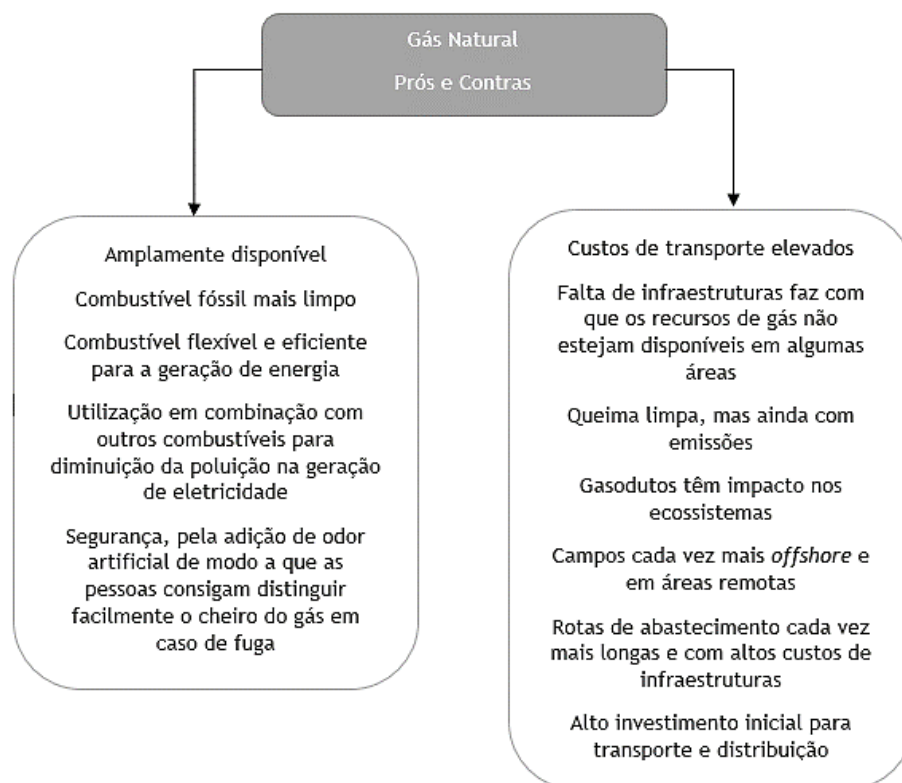 Gás Natural
Prós e Contras
Amplamente disponível
Combustível fóssil mais limpo
Combustível flexível e eficiente
para a geração de energia
Utilização em combinação com
outros combustíveis para
diminuição da poluição na geração
de eletricidade
Segurança, pela adição de odor
artificial de modo a que as
pessoas consigam distinguir
facilmente o cheiro do gás em
caso de fuga
Custos de transporte elevados
Falta de infraestruturas faz com
que os recursos de gás não
estejam disponíveis em algumas
áreas
Queima limpa, mas ainda com
emissões
Gasodutos têm impacto nos
ecossistemas
Campos cada vez mais offshore e
em áreas remotas
Rotas de abastecimento cada vez
mais longas e com altos custos de
infraestruturas
Alto investimento inicial para
transporte e distribuição